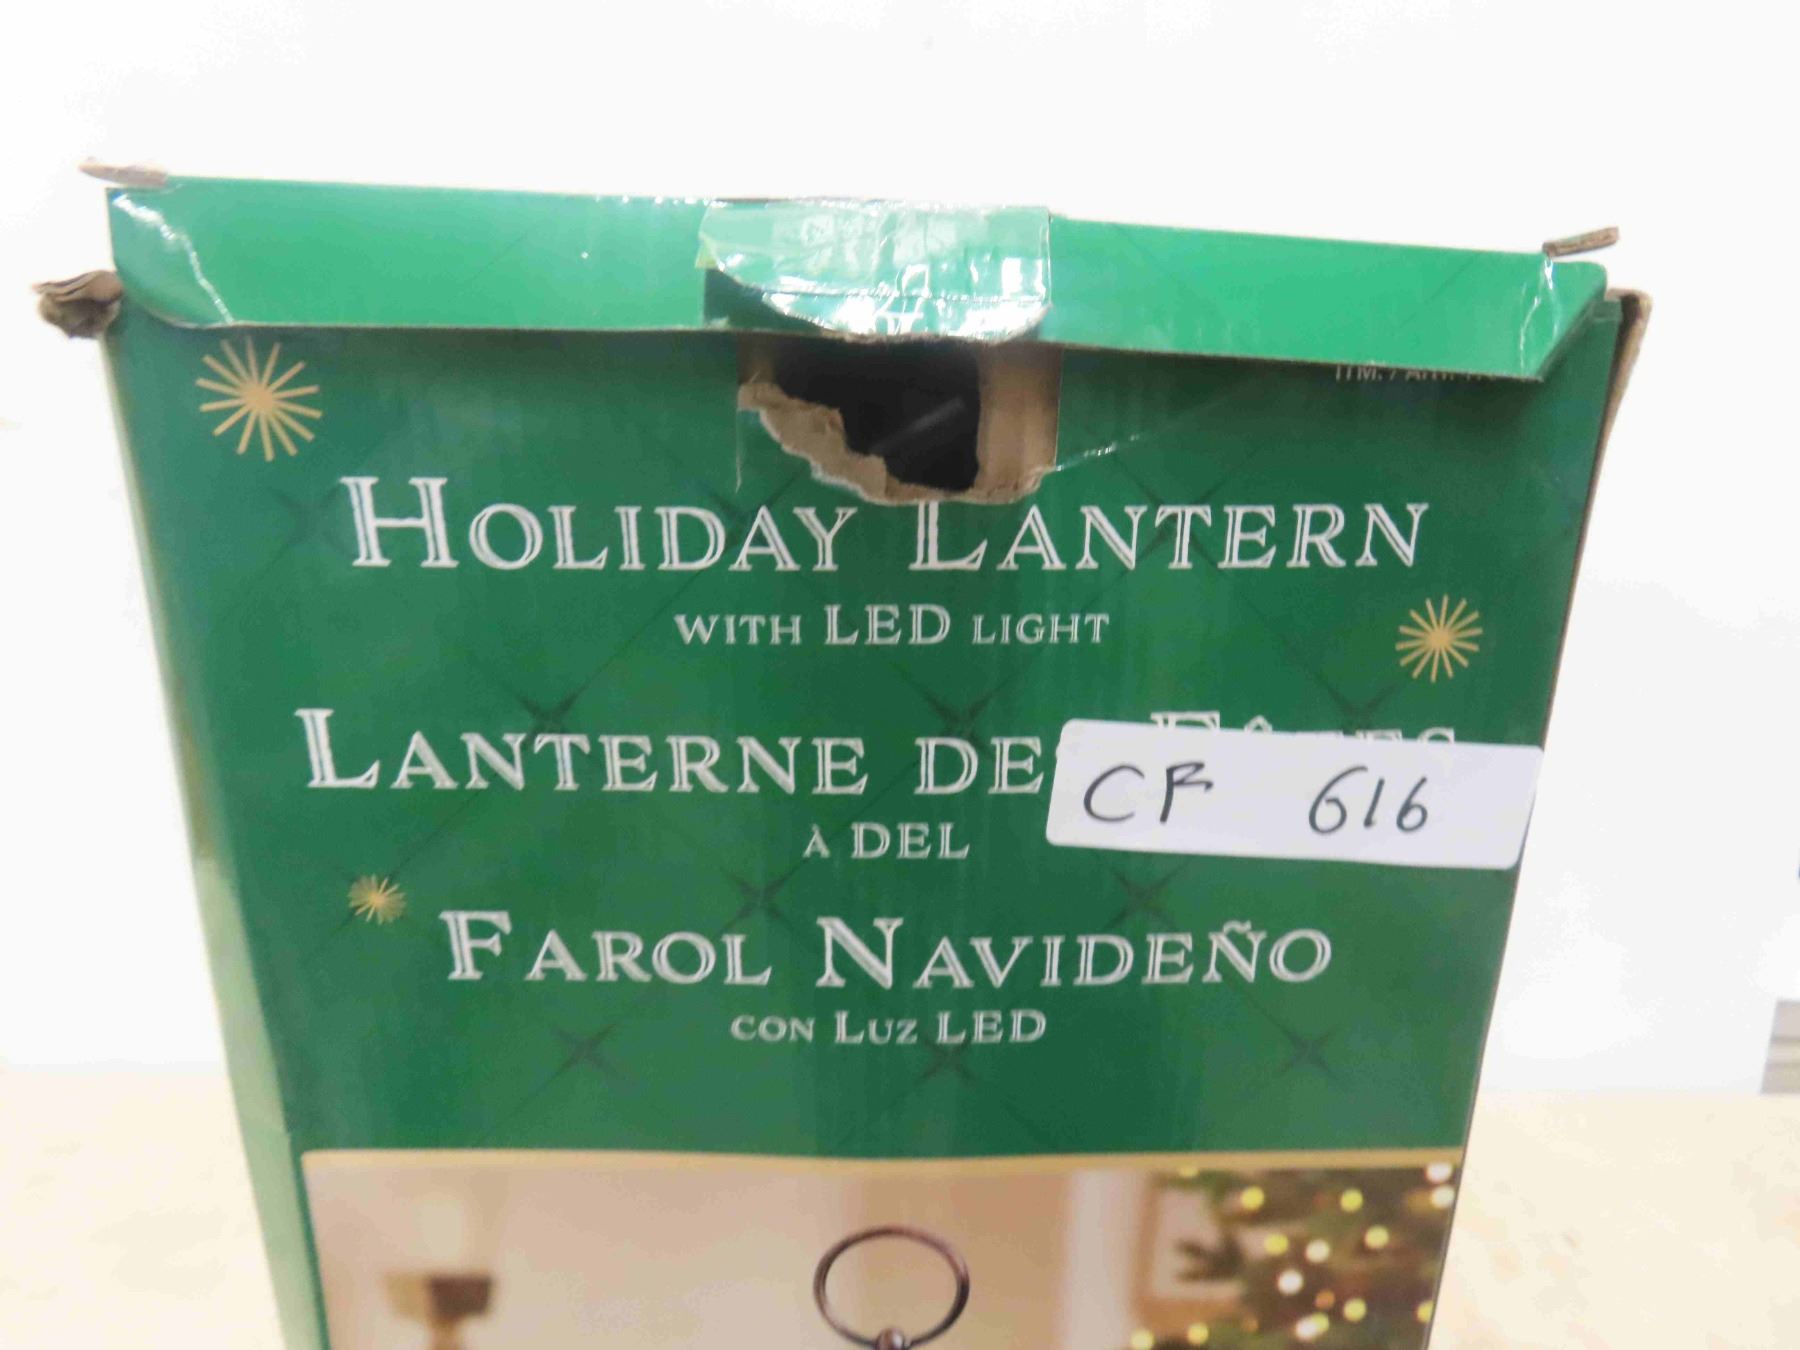 HOLIDAY LANTERN
WITH LED LIGHT
LANTERNE DE
CF 616
À DEL
FAROL NAVIDEÑO
CON LUZ LED